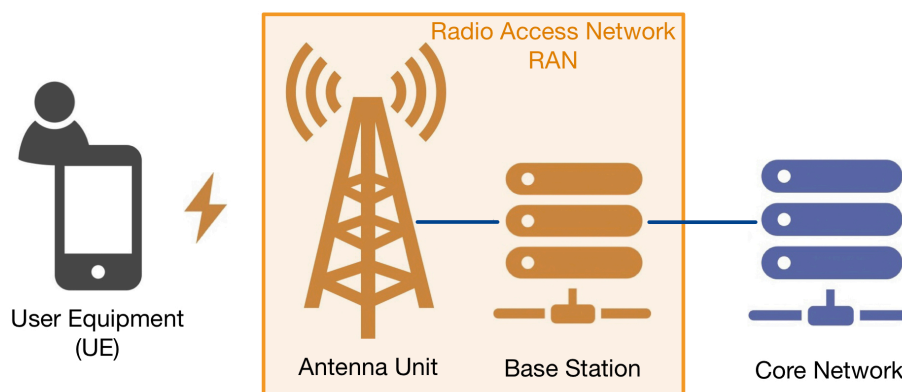 Radio Access Network
RAN
User Equipment
(UE)
Antenna Unit
Base Station
Core Network